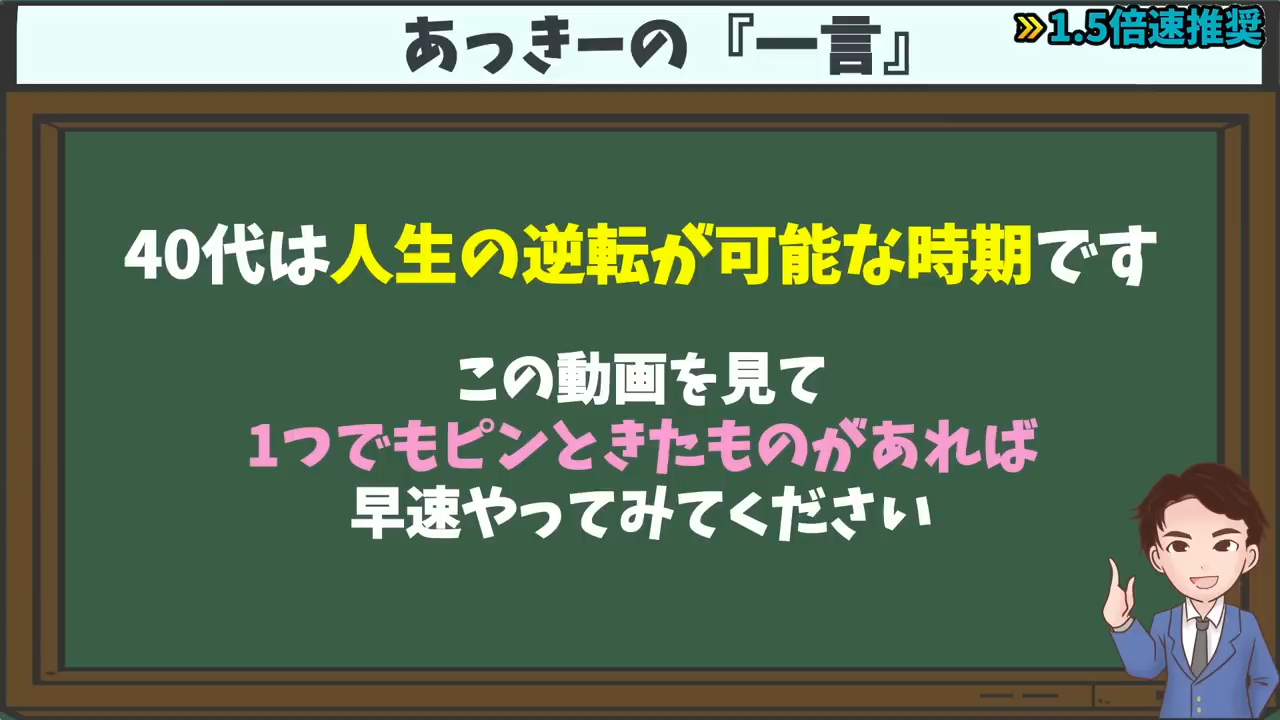 あっきーの『一言』
1.5倍速推奨
40代は人生の逆転が可能な時期です
この動画を見て
1つでもピンときたものがあれば
早速やってみてください